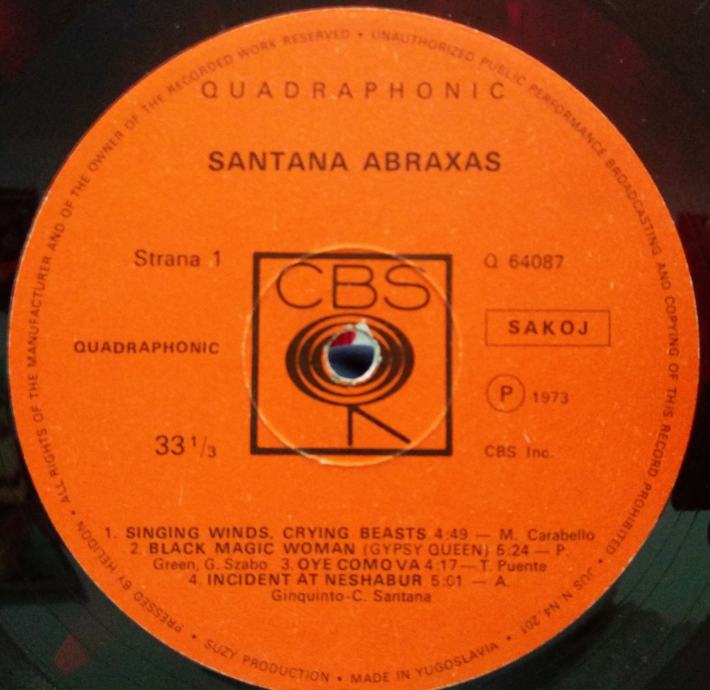 QUADRAPHONIC
SANTANA ABRAXAS
Strana 1
Q 64087
CBS
SAKOJ
QUADRAPHONIC
P 1973
33 1/3
CBS Inc.
1. SINGING WINDS, CRYING BEASTS 4:49 — M. Carabello
2. BLACK MAGIC WOMAN (GYPSY QUEEN) 5:24 — P.
Green, G. Szabo 3. OYE COMO VA 4:17 — T. Puente
4. INCIDENT AT NESHABUR 5:01 — A.
Ginquinto-C. Santana
• ALL RIGHTS OF THE MANUFACTURER AND OF THE OWNER OF THE RECORDED WORK RESERVED • UNAUTHORIZED PUBLIC PERFORMANCE BROADCASTING AND COPYING OF THIS RECORD PROHIBITED • JUS N N4. 201 • MADE IN YUGOSLAVIA • SUZY PRODUCTION • PRESSED BY HELIDON